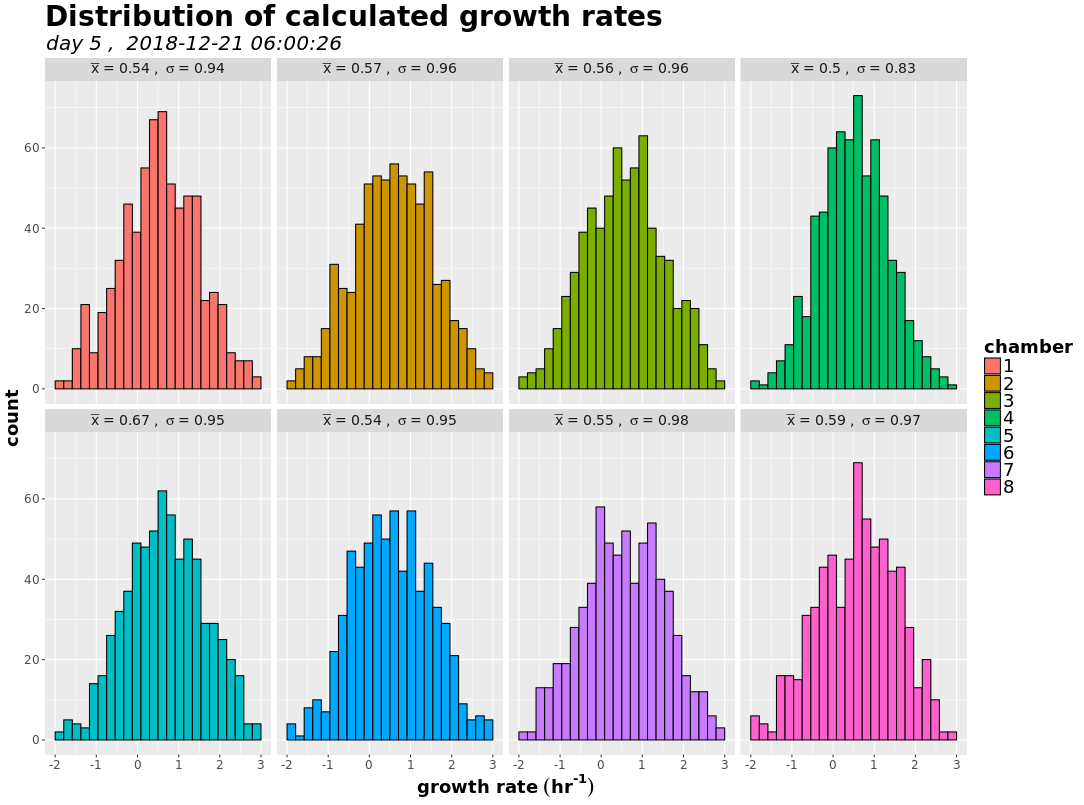 Distribution of calculated growth rates
day 5 ,  2018-12-21 06:00:26
x̅ = 0.54 ,  σ = 0.94
x̅ = 0.57 ,  σ = 0.96
x̅ = 0.56 ,  σ = 0.96
x̅ = 0.5 ,  σ = 0.83
60
40
20
0
x̅ = 0.67 ,  σ = 0.95
x̅ = 0.54 ,  σ = 0.95
x̅ = 0.55 ,  σ = 0.98
x̅ = 0.59 ,  σ = 0.97
60
40
20
0
-2 -1 0 1 2 3
-2 -1 0 1 2 3
-2 -1 0 1 2 3
-2 -1 0 1 2 3
count
growth rate (hr⁻¹)
chamber
1
2
3
4
5
6
7
8